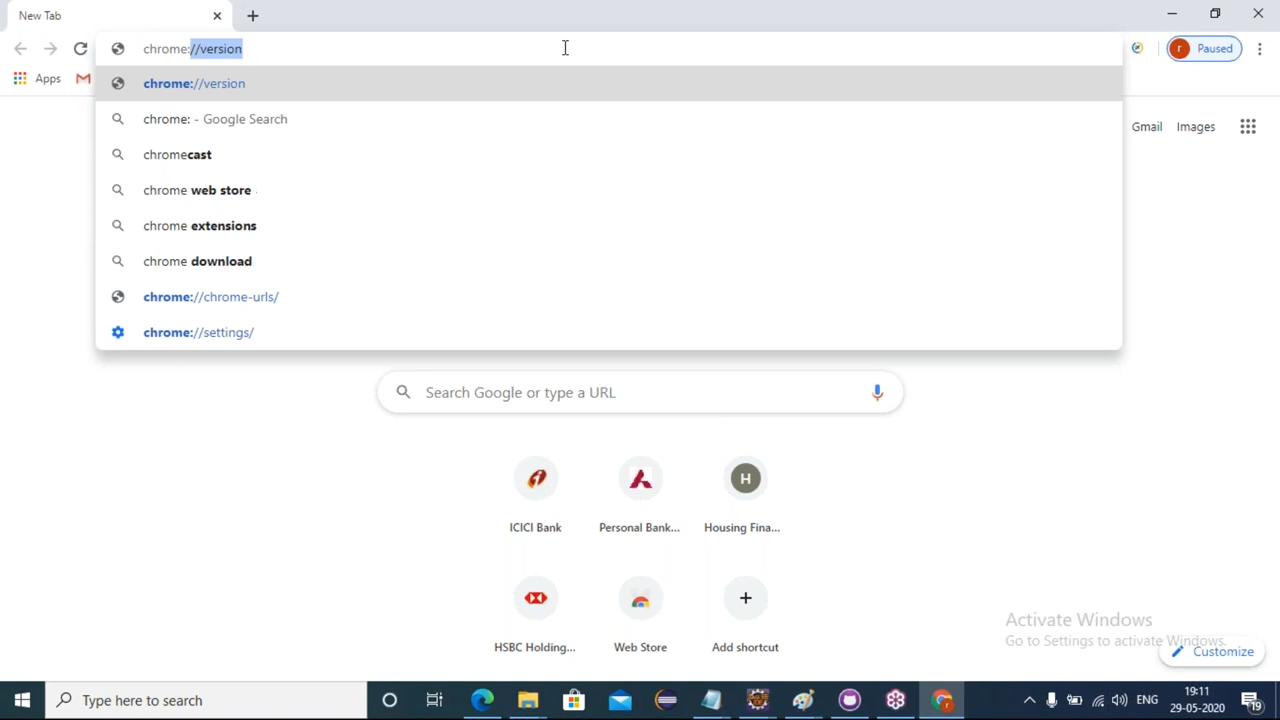 New Tab
chrome://version
Paused
Apps
chrome://version
chrome: - Google Search
Gmail
Images
chromecast
chrome web store
chrome extensions
chrome download
chrome://chrome-urls/
chrome://settings/
Search Google or type a URL
H
ICICI Bank
Personal Bank...
Housing Fina...
HSBC Holding...
Web Store
Add shortcut
Activate Windows
Go to Settings to activate Windows.
Customize
Type here to search
ENG
19:11
29-05-2020
19